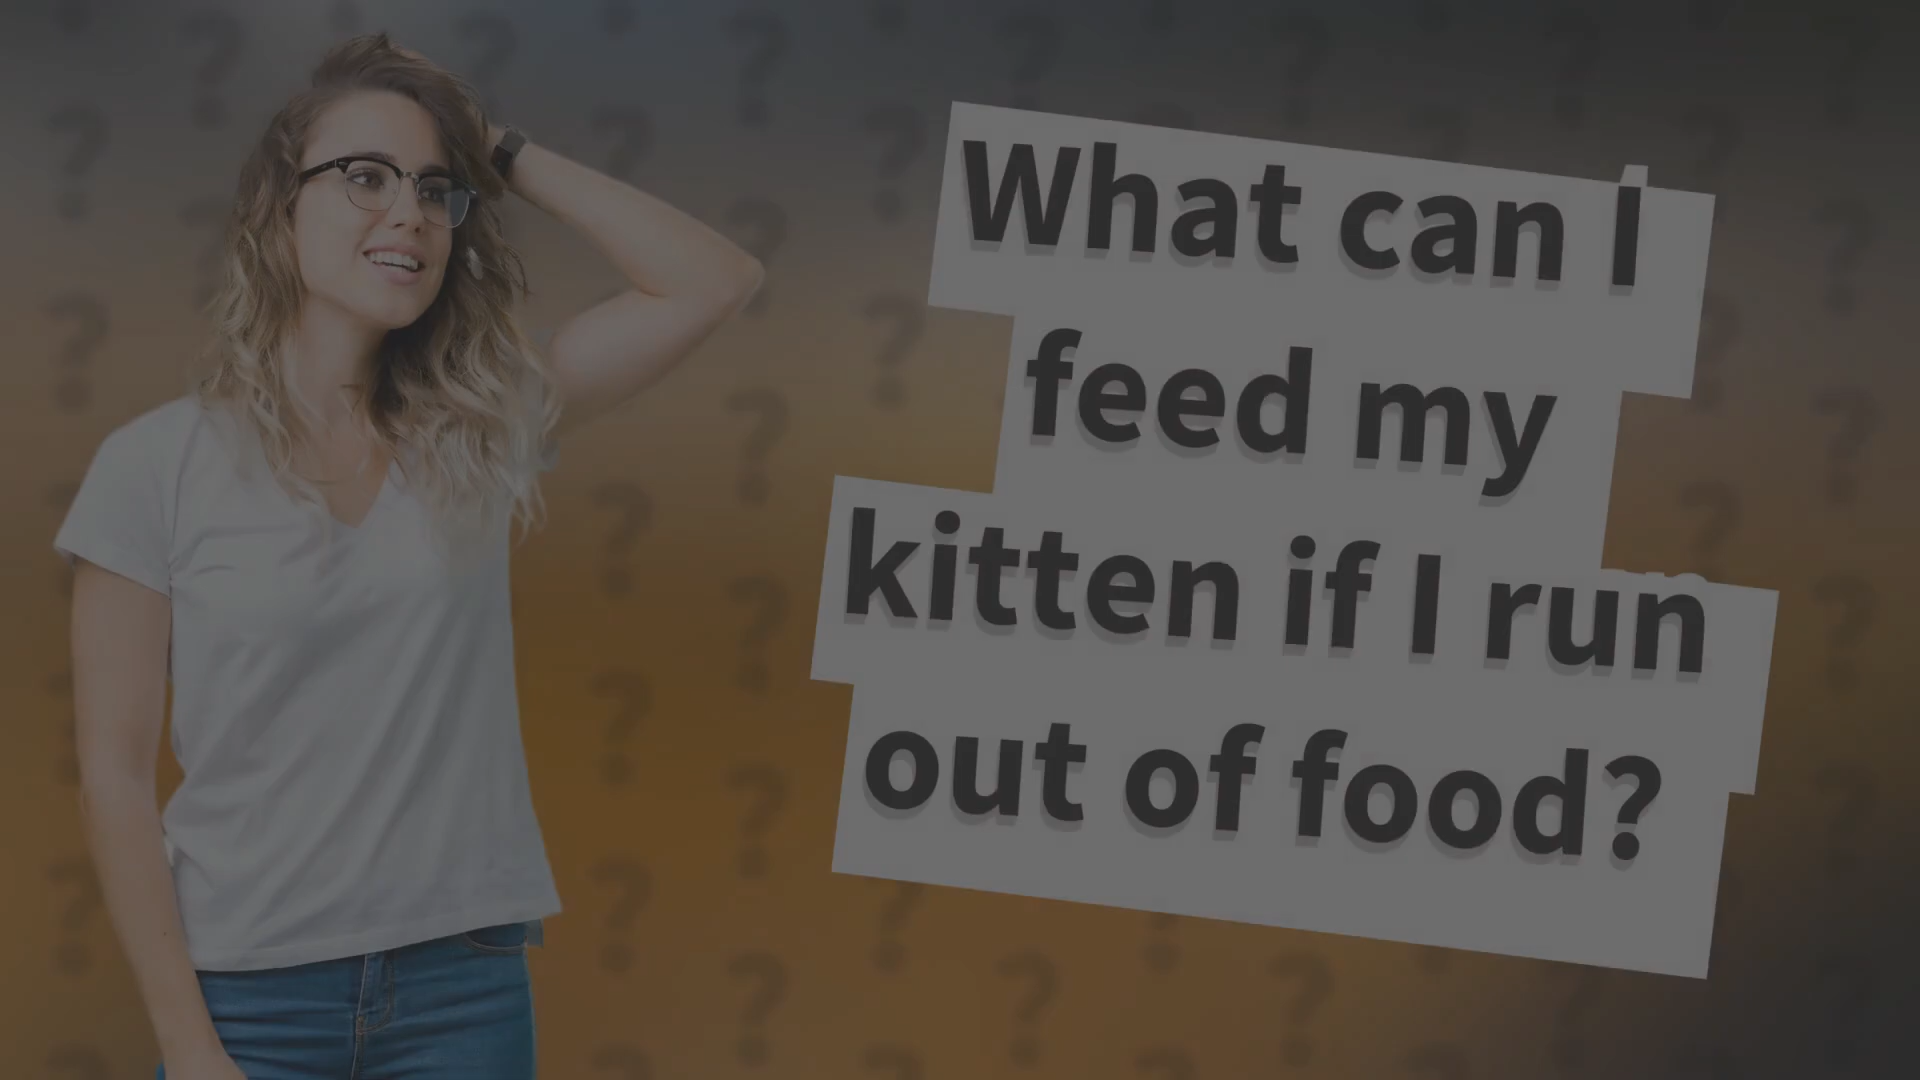 What can I
feed my
kitten if I run
out of food?